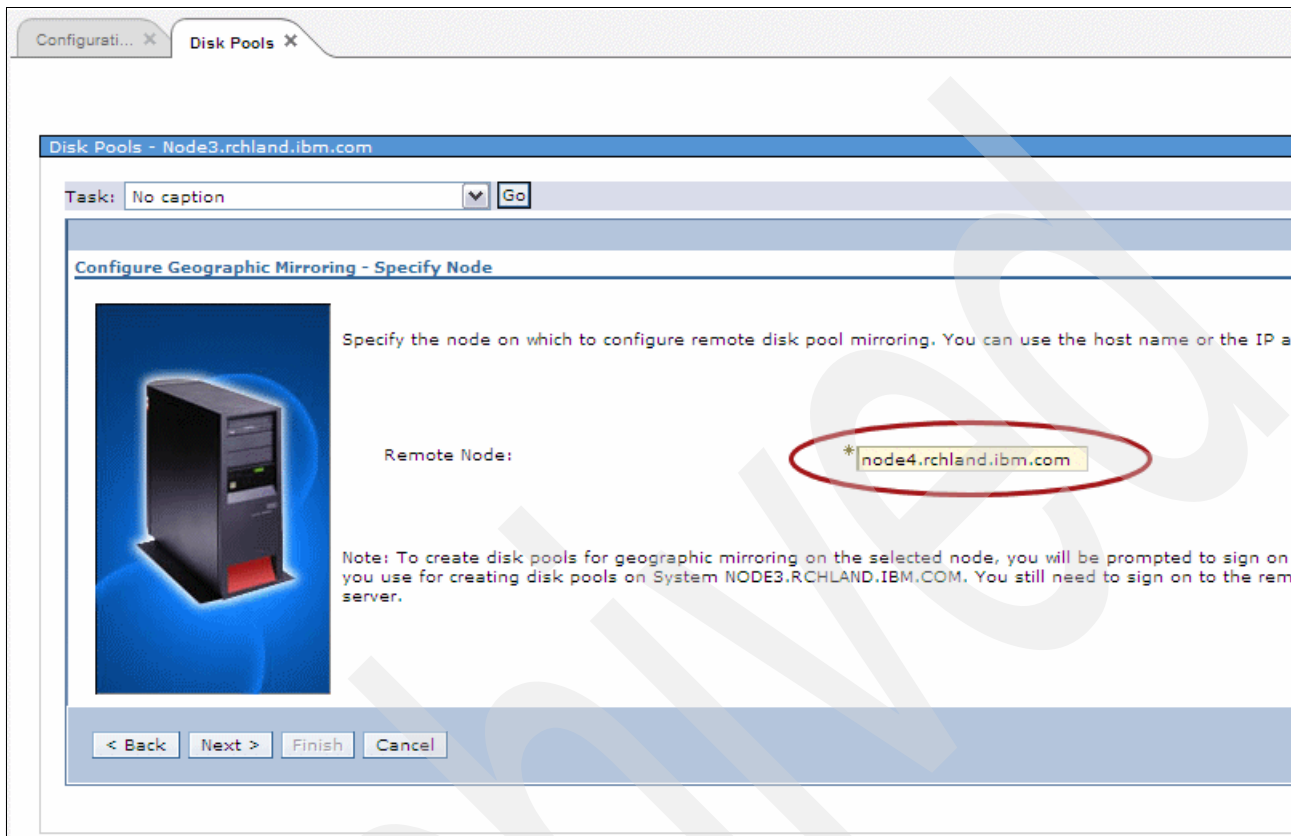 Configurati...
Disk Pools
Disk Pools - Node3.rchland.ibm.com
Task: No caption Go
Configure Geographic Mirroring - Specify Node
Specify the node on which to configure remote disk pool mirroring. You can use the host name or the IP a
Remote Node: *node4.rchland.ibm.com
Note: To create disk pools for geographic mirroring on the selected node, you will be prompted to sign on
you use for creating disk pools on System NODE3.RCHLAND.IBM.COM. You still need to sign on to the rem
server.
< Back Next > Finish Cancel